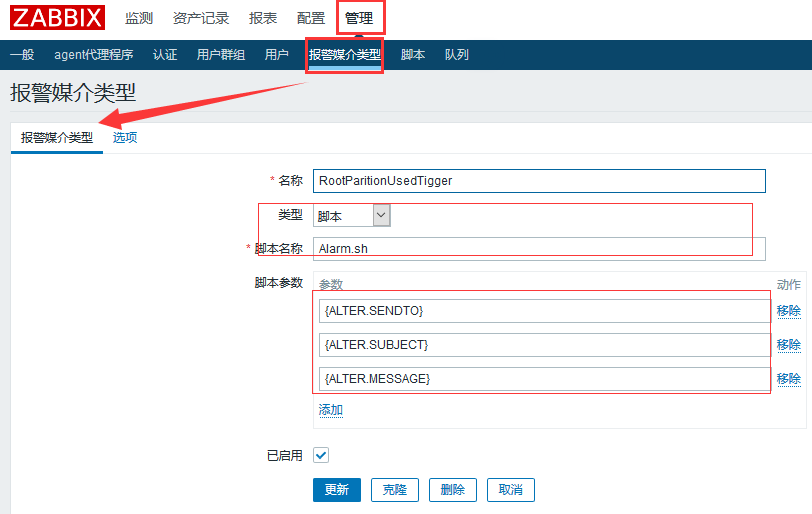 ZABBIX 监测 资产记录 报表 配置 管理
一般 agent代理程序 认证 用户群组 用户 报警媒介类型 脚本 队列
报警媒介类型
报警媒介类型 选项
* 名称 RootParitionUsedTigger
类型 脚本
* 脚本名称 Alarm.sh
脚本参数 参数 动作
{ALTER.SENDTO} 移除
{ALTER.SUBJECT} 移除
{ALTER.MESSAGE} 移除
添加
已启用
更新 克隆 删除 取消